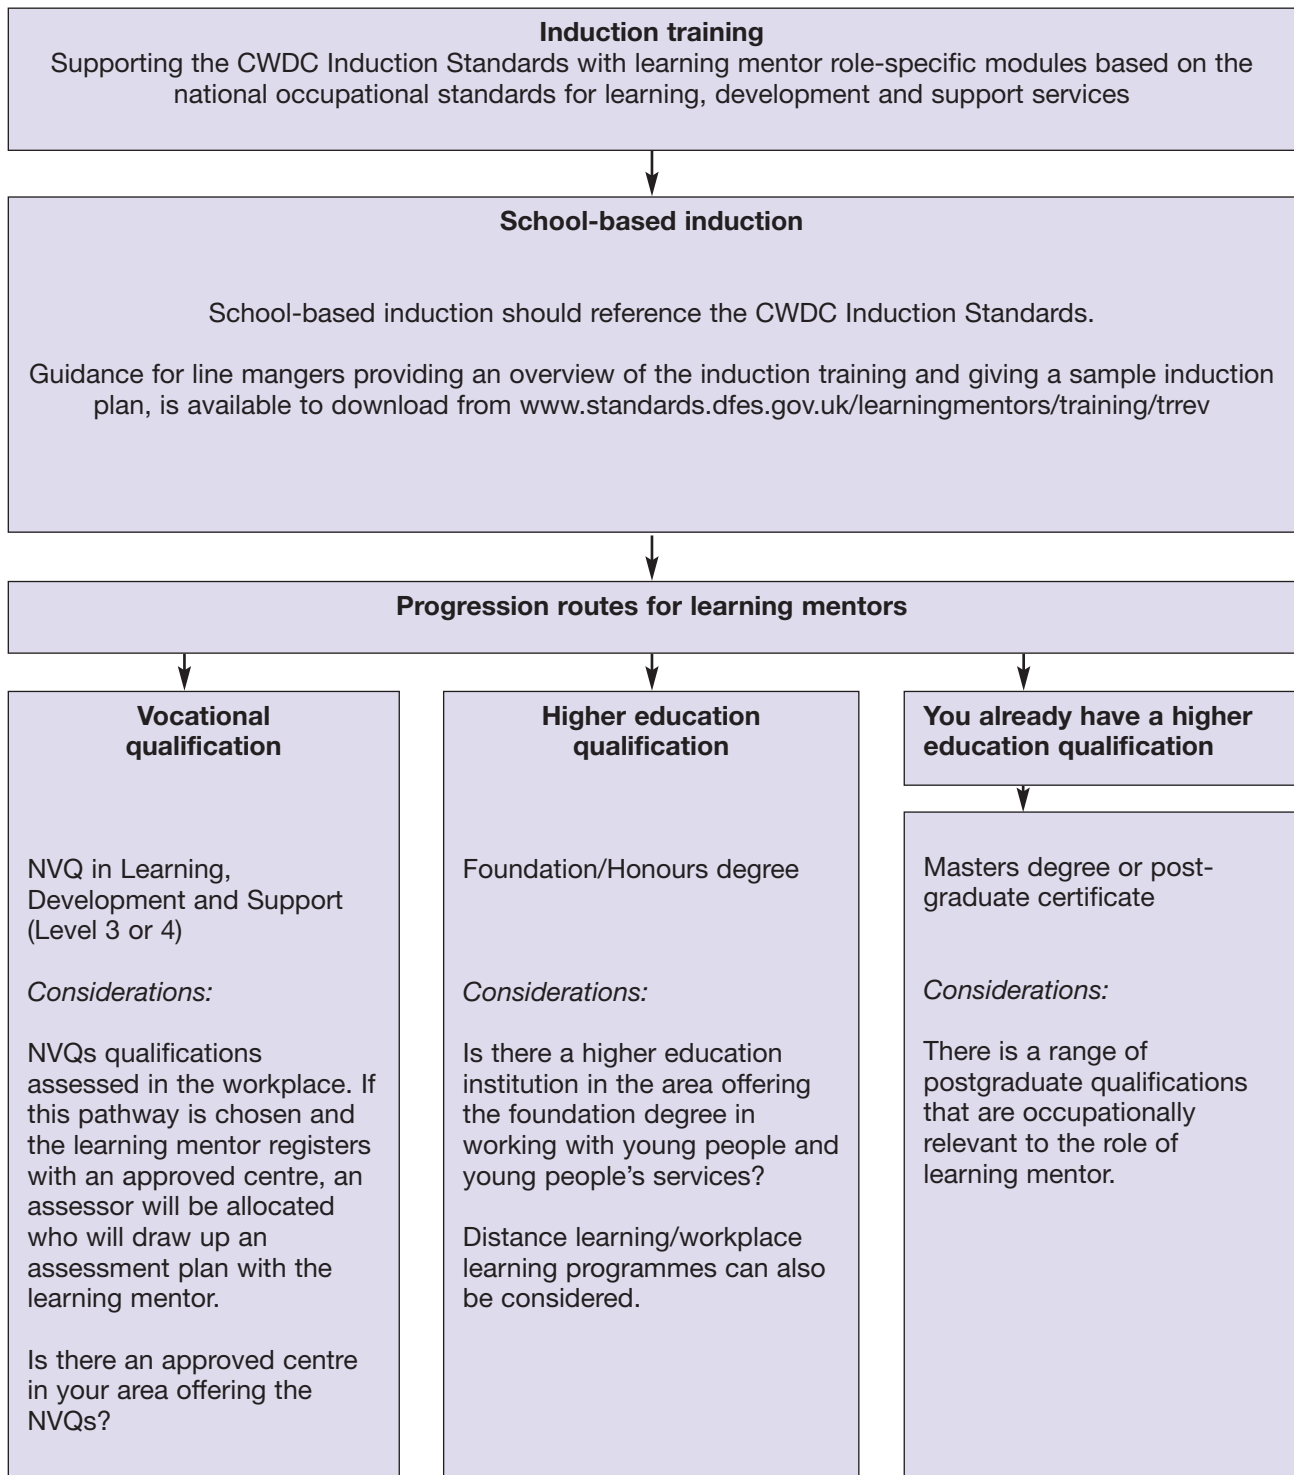 Induction training
Supporting the CWDC Induction Standards with learning mentor role-specific modules based on the
national occupational standards for learning, development and support services
School-based induction
School-based induction should reference the CWDC Induction Standards.
Guidance for line mangers providing an overview of the induction training and giving a sample induction
plan, is available to download from www.standards.dfes.gov.uk/learningmentors/training/trrev
Progression routes for learning mentors
Vocational
qualification
NVQ in Learning,
Development and Support
(Level 3 or 4)
Considerations:
NVQs qualifications
assessed in the workplace. If
this pathway is chosen and
the learning mentor registers
with an approved centre, an
assessor will be allocated
who will draw up an
assessment plan with the
learning mentor.
Is there an approved centre
in your area offering the
NVQs?
Higher education
qualification
Foundation/Honours degree
Considerations:
Is there a higher education
institution in the area offering
the foundation degree in
working with young people and
young people’s services?
Distance learning/workplace
learning programmes can also
be considered.
You already have a higher
education qualification
Masters degree or post-
graduate certificate
Considerations:
There is a range of
postgraduate qualifications
that are occupationally
relevant to the role of
learning mentor.